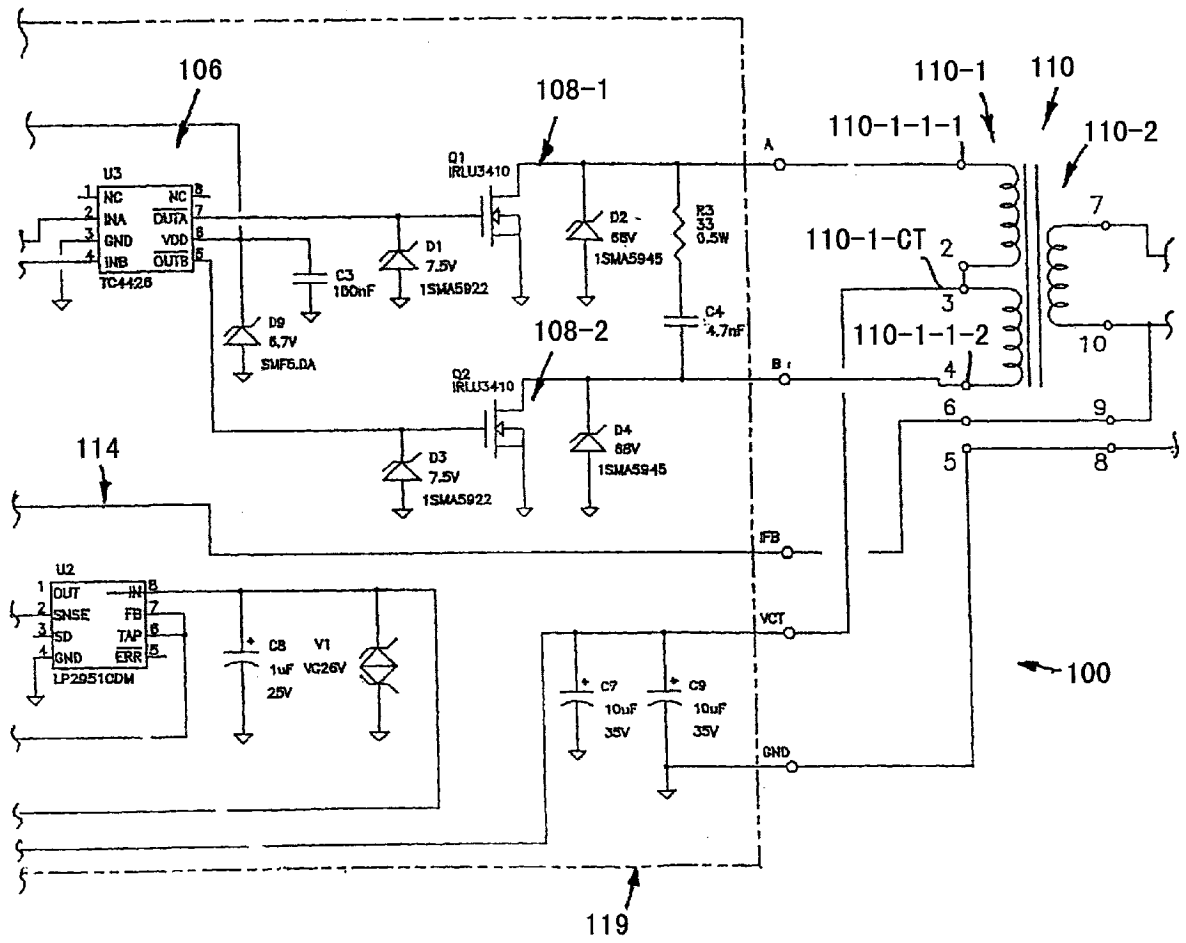 106
108-1
110-1
110
110-1-1-1
110-2
A
Q1
IRLU3410
U3
1 NC NC 8
2 INA OUTA 7
3 GND VDD 6
4 INB OUTB 5
TC4426
D1
7.5V
1SMA5922
C3
100nF
D2
68V
1SMA5945
R3
33
0.5W
110-1-CT
2
3
7
C4
4.7nF
D9
6.7V
SMF5.0A
108-2
Q2
IRLU3410
B
110-1-1-2
4
10
6
9
5
8
D3
7.5V
1SMA5922
D4
68V
1SMA5945
114
IFB
U2
1 OUT IN 8
2 SNSE FB 7
3 SD TAP 6
4 GND ERR 5
LP2951CDM
C8
1uF
25V
V1
VC26V
VCT
C7
10uF
35V
C9
10uF
35V
100
GND
119